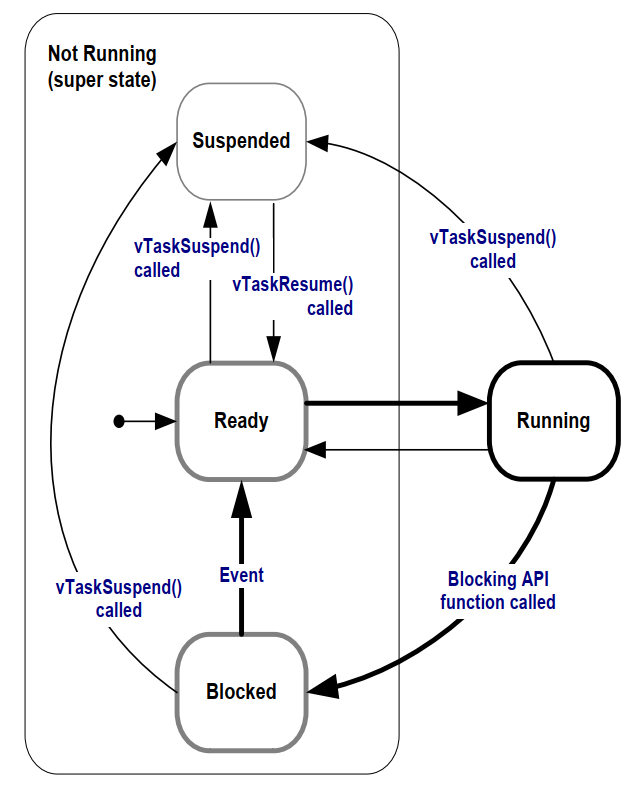 Not Running
(super state)
Suspended
vTaskSuspend()
called
vTaskSuspend()
called
vTaskResume()
called
Ready
Running
Event
Blocking API
function called
vTaskSuspend()
called
Blocked